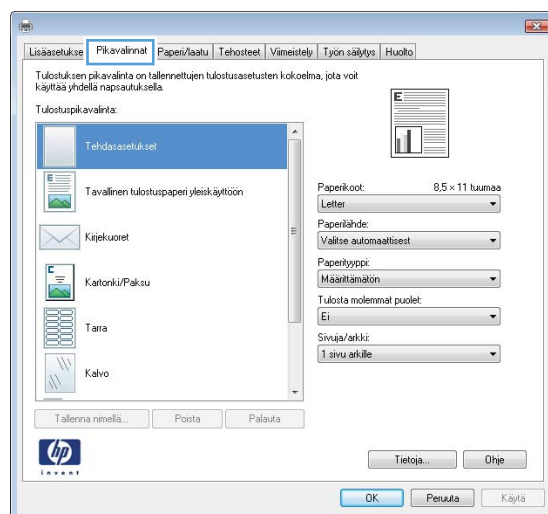 Lisäasetukse
Pikavalinnat
Paperi/laatu
Tehosteet
Viimeistely
Työn säilytys
Huolto
Tulostuksen pikavalinta on tallennettujen tulostusasetusten kokoelma, jota voit
käyttää yhdellä napsautuksella.
Tulostuspikavalinta:
Tehdasasetukset
E
Tavallinen tulostuspaperi yleiskäyttöön
Kirjekuoret
C
Kartonki/Paksu
Tarra
Kalvo
Tallenna nimellä...
Poista
Palauta
E
Paperikoot:
8,5 × 11 tuumaa
Letter
Paperilähde:
Valitse automaattisest
Paperityyppi:
Määrittämätön
Tulosta molemmat puolet:
Ei
Sivuja/arkki:
1 sivu arkille
hp
invent
Tietoja...
Ohje
OK
Peruuta
Käytä